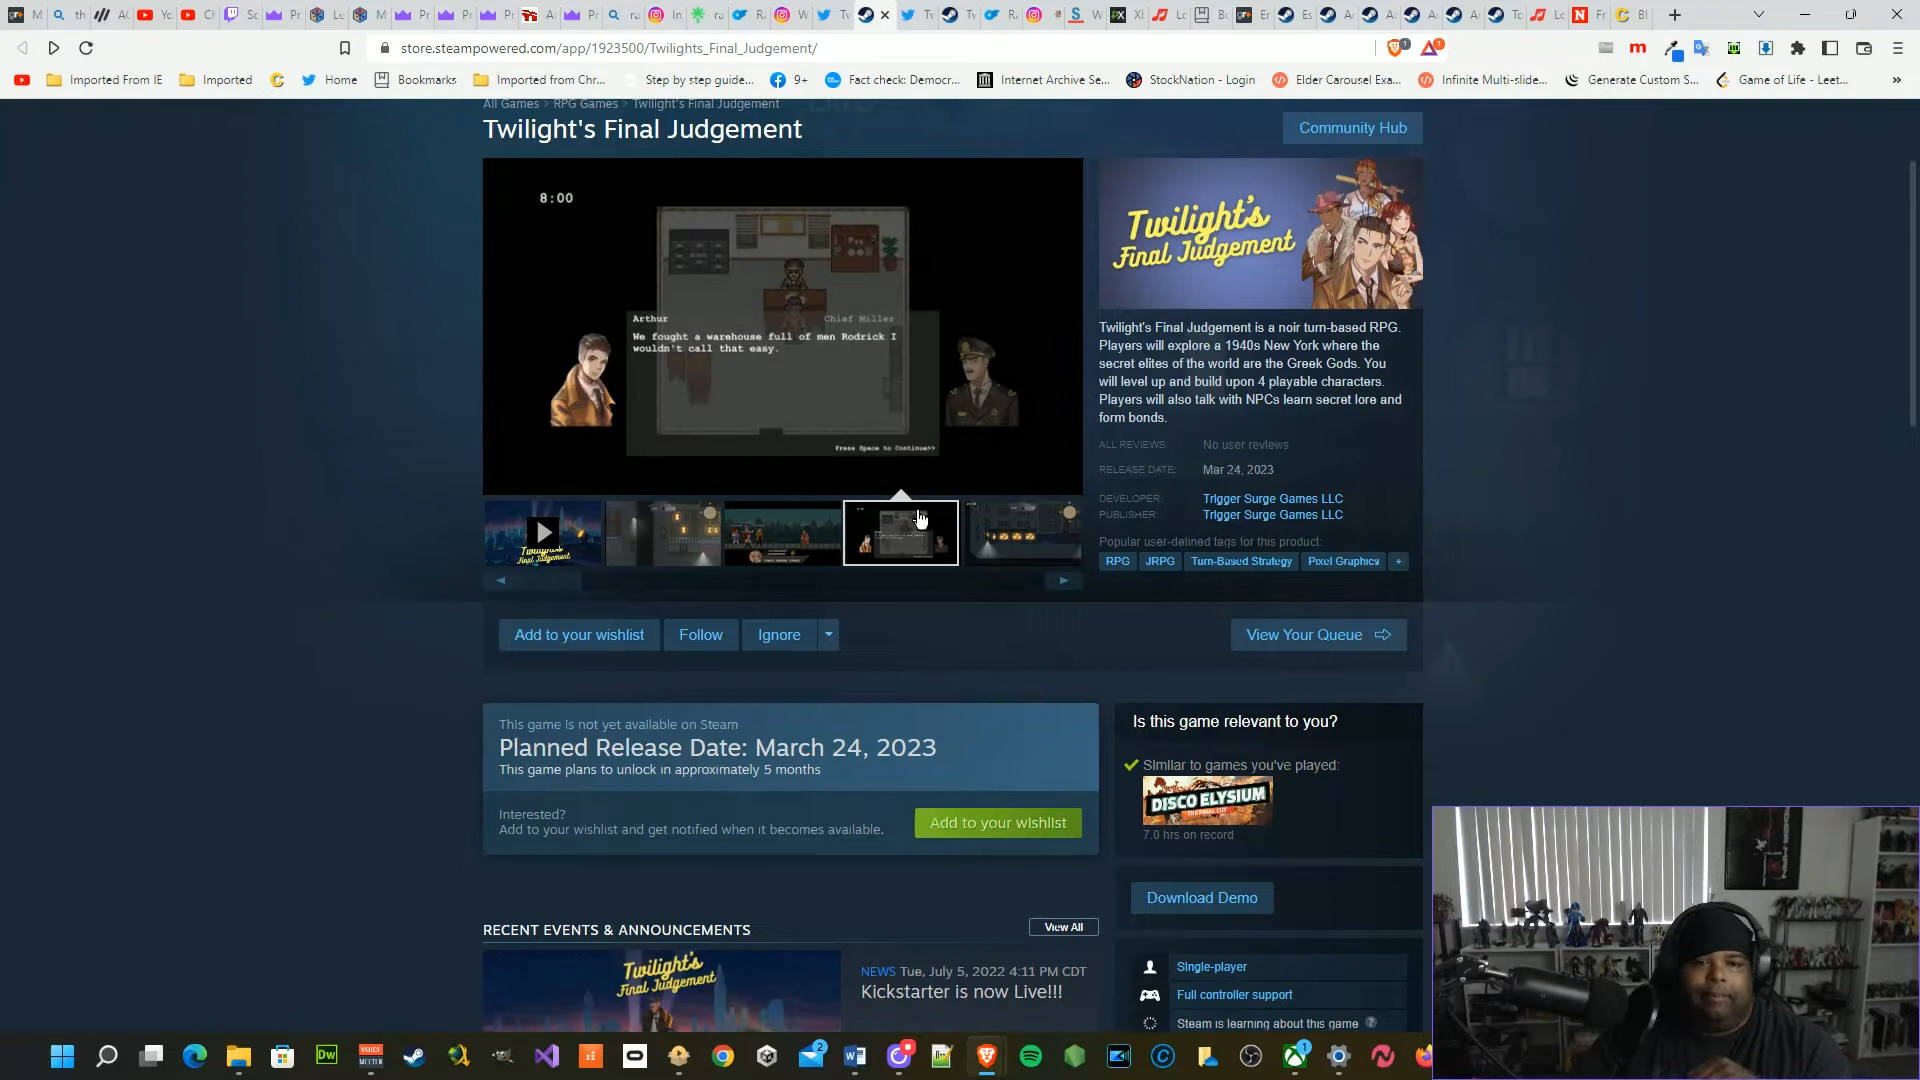 store.steampowered.com/app/1923500/Twilights_Final_Judgement/
Imported From IE
Imported
Home
Bookmarks
Imported from Chr...
Step by step guide...
9+
Fact check: Democr...
Internet Archive Se...
StockNation - Login
Elder Carousel Exa...
Infinite Multi-slide...
Generate Custom S...
Game of Life - Leet...
All Games > RPG Games > Twilight's Final Judgement
Twilight's Final Judgement
Community Hub
8:00
Arthur
Chief Miller
We fought a warehouse full of men Rodrick I
wouldn't call that easy.
Press Space to Continue>>
Twilight's
Final Judgement
Twilight's Final Judgement is a noir turn-based RPG.
Players will explore a 1940s New York where the
secret elites of the world are the Greek Gods. You
will level up and build upon 4 playable characters.
Players will also talk with NPCs learn secret lore and
form bonds.
ALL REVIEWS: No user reviews
RELEASE DATE: Mar 24, 2023
DEVELOPER: Trigger Surge Games LLC
PUBLISHER: Trigger Surge Games LLC
Popular user-defined tags for this product:
RPG JRPG Turn-Based Strategy Pixel Graphics +
Add to your wishlist
Follow
Ignore
View Your Queue
This game is not yet available on Steam
Planned Release Date: March 24, 2023
This game plans to unlock in approximately 5 months
Interested?
Add to your wishlist and get notified when it becomes available.
Add to your wishlist
Is this game relevant to you?
Similar to games you've played:
DISCO ELYSIUM
THE FINAL CUT
7.0 hrs on record
Download Demo
RECENT EVENTS & ANNOUNCEMENTS
View All
Twilight's
Final Judgement
NEWS Tue, July 5, 2022 4:11 PM CDT
Kickstarter is now Live!!!
Single-player
Full controller support
Steam is learning about this game ?
Dw
VOICE
MEETER
2
1